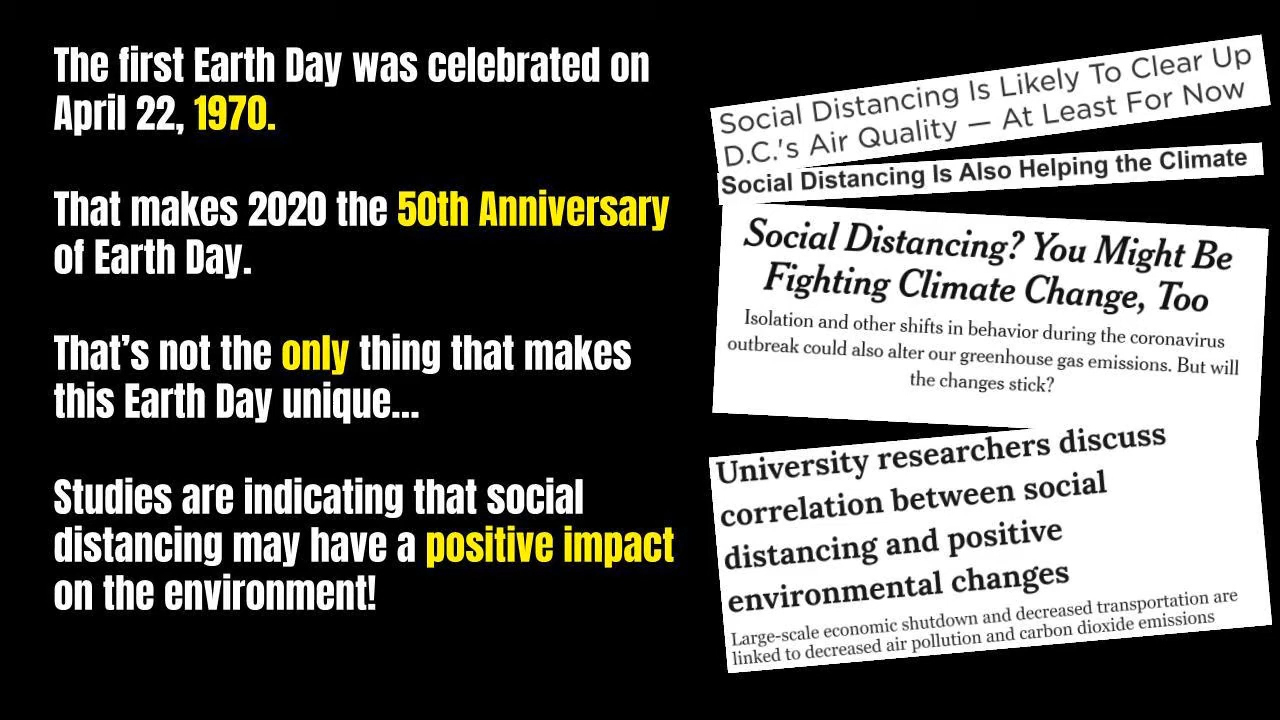 The first Earth Day was celebrated on
April 22, 1970.
That makes 2020 the 50th Anniversary
of Earth Day.
That’s not the only thing that makes
this Earth Day unique...
Studies are indicating that social
distancing may have a positive impact
on the environment!
Social Distancing Is Likely To Clear Up
D.C.'s Air Quality — At Least For Now
Social Distancing Is Also Helping the Climate
Social Distancing? You Might Be
Fighting Climate Change, Too
Isolation and other shifts in behavior during the coronavirus
outbreak could also alter our greenhouse gas emissions. But will
the changes stick?
University researchers discuss
correlation between social
distancing and positive
environmental changes
Large-scale economic shutdown and decreased transportation are
linked to decreased air pollution and carbon dioxide emissions